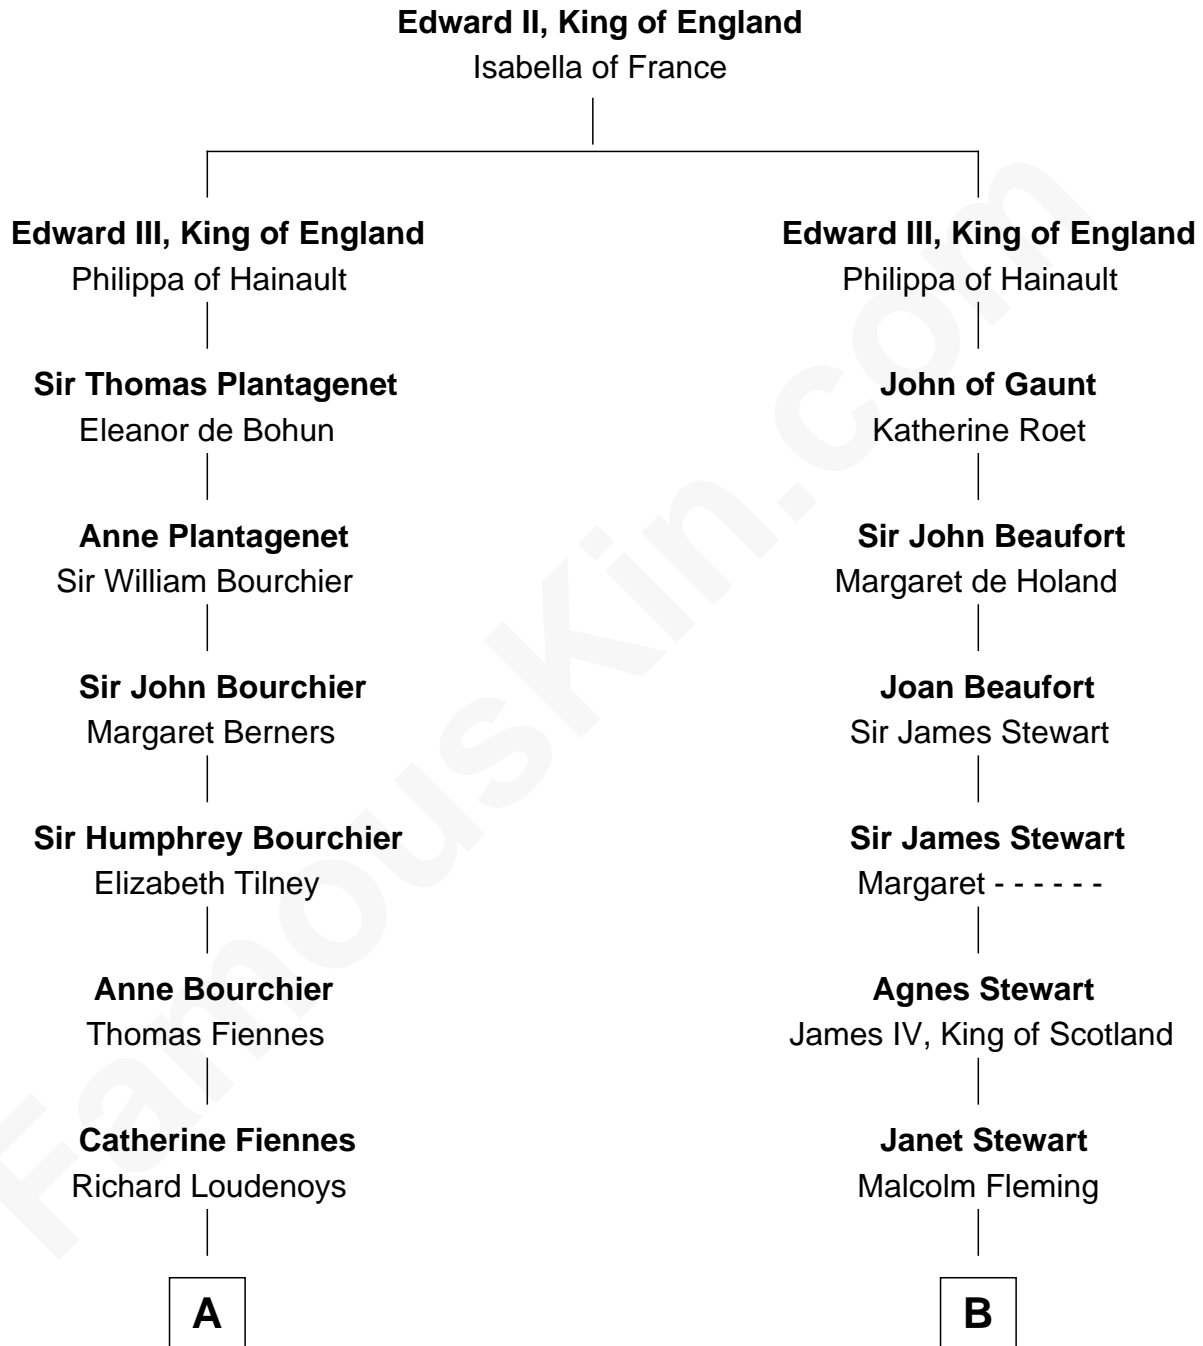 Edward II, King of England
Isabella of France
Edward III, King of England
Philippa of Hainault
Sir Thomas Plantagenet
Eleanor de Bohun
Anne Plantagenet
Sir William Bourchier
Sir John Bourchier
Margaret Berners
Sir Humphrey Bourchier
Elizabeth Tilney
Anne Bourchier
Thomas Fiennes
Catherine Fiennes
Richard Loudenoys
A
Edward III, King of England
Philippa of Hainault
John of Gaunt
Katherine Roet
Sir John Beaufort
Margaret de Holand
Joan Beaufort
Sir James Stewart
Sir James Stewart
Margaret - - - - - -
Agnes Stewart
James IV, King of Scotland
Janet Stewart
Malcolm Fleming
B
FamousKin.com